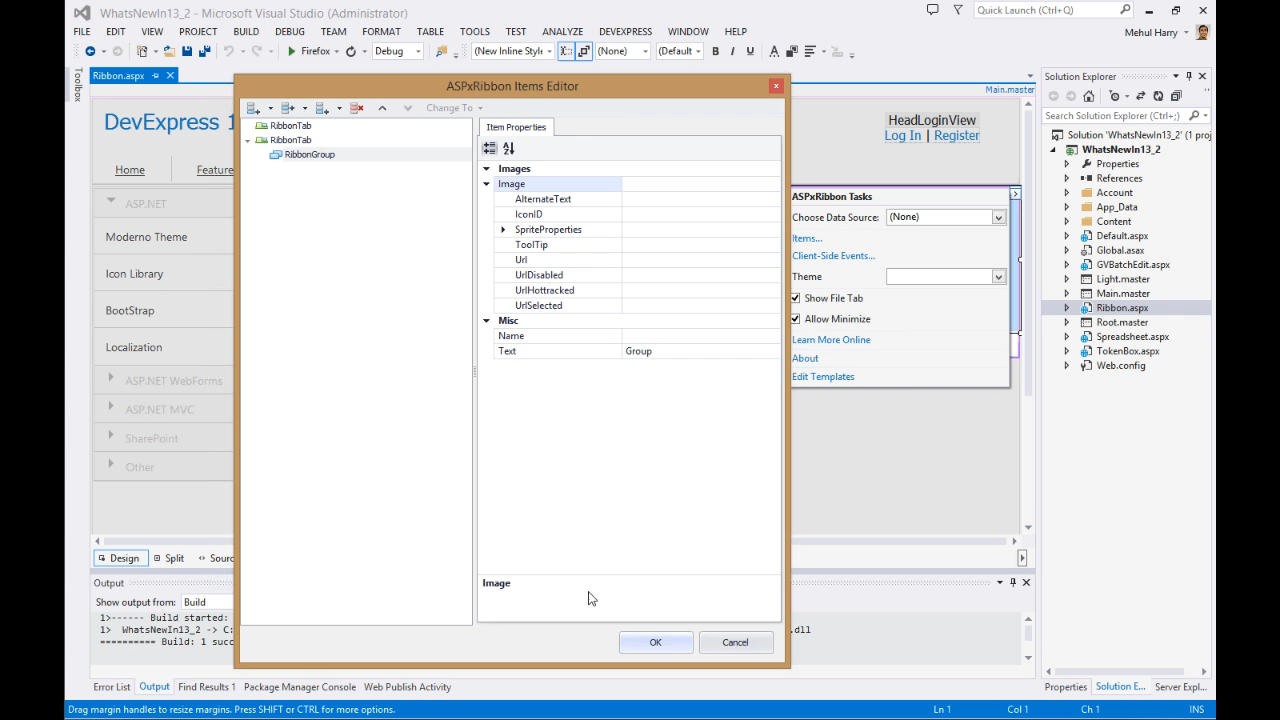 WhatsNewIn13_2 - Microsoft Visual Studio (Administrator)
Quick Launch (Ctrl+Q)
FILE EDIT VIEW PROJECT BUILD DEBUG TEAM FORMAT TABLE TOOLS TEST ANALYZE DEVEXPRESS WINDOW HELP
Mehul Harry
Firefox Debug (New Inline Style (None) (Default B I U A
Toolbox
Ribbon.aspx
Main.master
DevExpress 1
HeadLoginView
Log In | Register
Home Feature
ASP.NET
Moderno Theme
Icon Library
BootStrap
Localization
ASP.NET WebForms
ASP.NET MVC
SharePoint
Other
ASPxRibbon Items Editor
Change To
RibbonTab
RibbonTab
RibbonGroup
Item Properties
Images
Image
AlternateText
IconID
SpriteProperties
ToolTip
Url
UrlDisabled
UrlHottracked
UrlSelected
Misc
Name
Text Group
Image
OK Cancel
ASPxRibbon Tasks
Choose Data Source: (None)
Items...
Client-Side Events...
Theme
Show File Tab
Allow Minimize
Learn More Online
About
Edit Templates
Solution Explorer
Search Solution Explorer (Ctrl+;)
Solution 'WhatsNewIn13_2' (1 proj
WhatsNewIn13_2
Properties
References
Account
App_Data
Content
Default.aspx
Global.asax
GVBatchEdit.aspx
Light.master
Main.master
Ribbon.aspx
Root.master
Spreadsheet.aspx
TokenBox.aspx
Web.config
Design Split Sourc
Output
Show output from: Build
1>------ Build started:
1> WhatsNewIn13_2 -> C: .dll
========== Build: 1 succ
Error List Output Find Results 1 Package Manager Console Web Publish Activity
Properties Solution E... Server Expl...
Drag margin handles to resize margins. Press SHIFT or CTRL for more options.
Ln 1 Col 1 Ch 1 INS